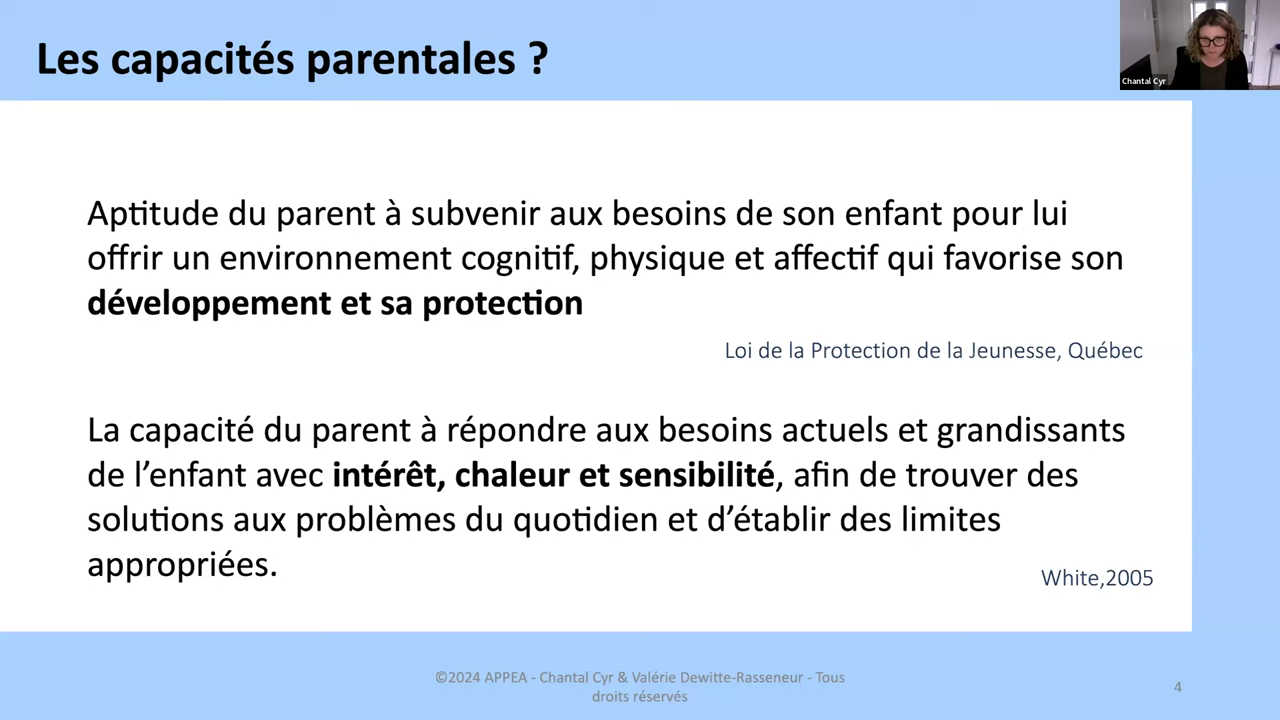 Les capacités parentales ?
Chantal Cyr
Aptitude du parent à subvenir aux besoins de son enfant pour lui
offrir un environnement cognitif, physique et affectif qui favorise son
développement et sa protection
Loi de la Protection de la Jeunesse, Québec
La capacité du parent à répondre aux besoins actuels et grandissants
de l’enfant avec intérêt, chaleur et sensibilité, afin de trouver des
solutions aux problèmes du quotidien et d’établir des limites
appropriées.
White,2005
©2024 APPEA - Chantal Cyr & Valérie Dewitte-Rasseneur - Tous
droits réservés
4